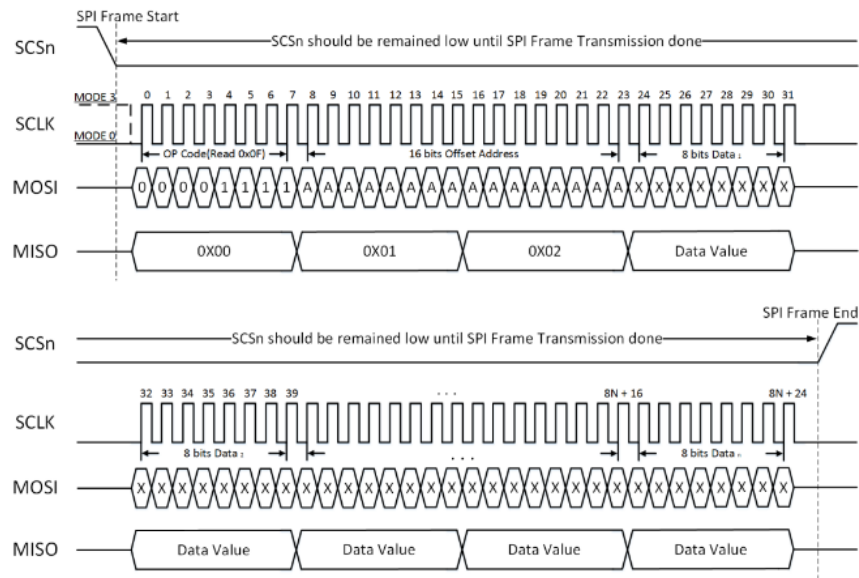 SPI Frame Start
SCSn
SCSn should be remained low until SPI Frame Transmission done
MODE 3
MODE 0
SCLK
0 1 2 3 4 5 6 7 8 9 10 11 12 13 14 15 16 17 18 19 20 21 22 23 24 25 26 27 28 29 30 31
OP Code(Read 0x0F) 16 bits Offset Address 8 bits Data 1
MOSI 0 0 0 0 1 1 1 1 A A A A A A A A A A A A A A A A X X X X X X X X
MISO 0X00 0X01 0X02 Data Value
SPI Frame End
SCSn SCSn should be remained low until SPI Frame Transmission done
32 33 34 35 36 37 38 39 . . . 8N + 16 8N + 24
SCLK
8 bits Data 2 . . . 8 bits Data n
MOSI X X X X X X X X X X X X X X X X X X X X X X X X X X X X X X X X
MISO Data Value Data Value Data Value Data Value